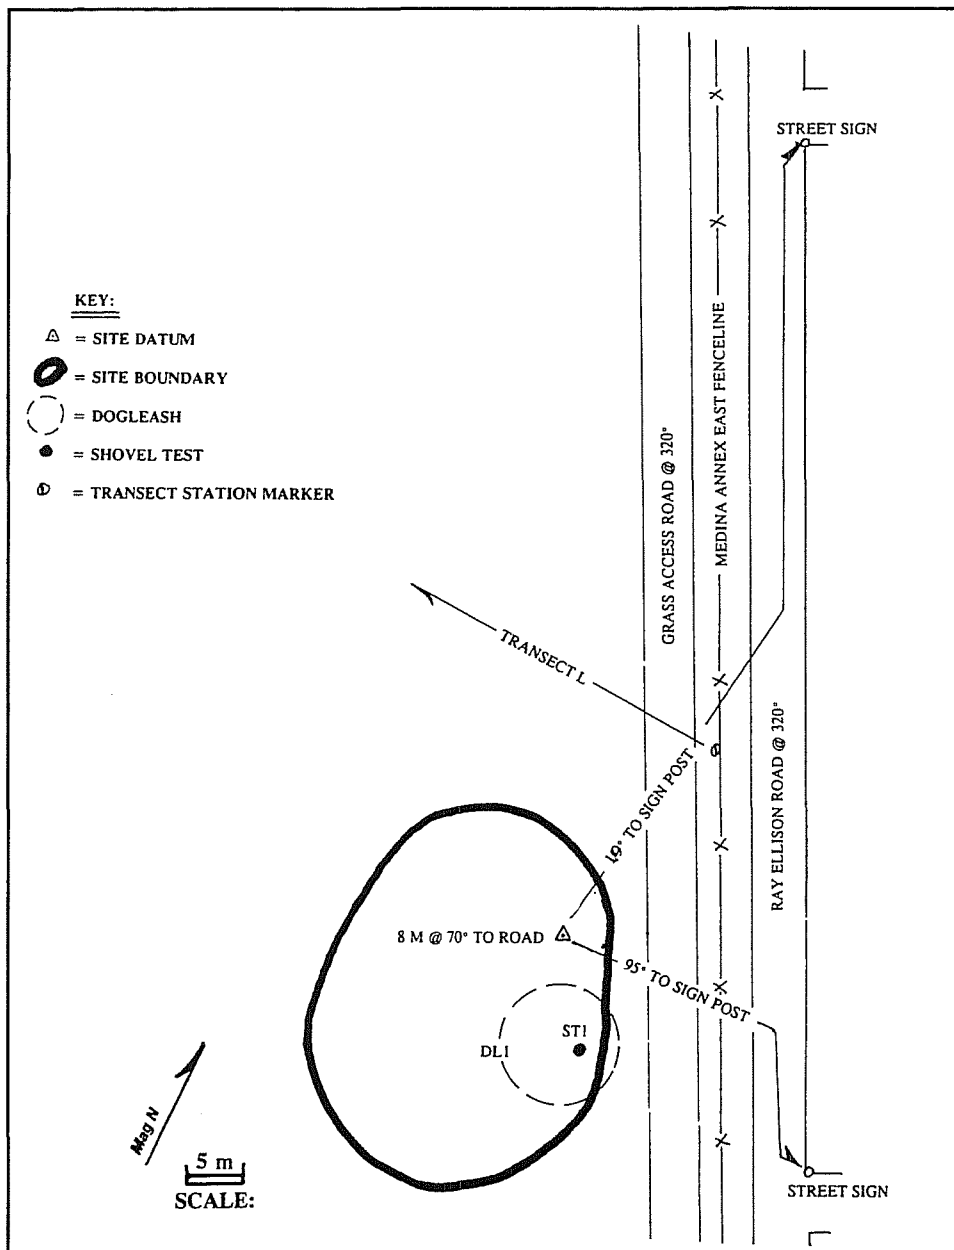 STREET SIGN
KEY:
= SITE DATUM
= SITE BOUNDARY
= DOGLEASH
= SHOVEL TEST
= TRANSECT STATION MARKER
GRASS ACCESS ROAD @ 320°
MEDINA ANNEX EAST FENCELINE
RAY ELLISON ROAD @ 320°
TRANSECT L
19° TO SIGN POST
8 M @ 70° TO ROAD
95° TO SIGN POST
ST1
DL1
Mag N
5 m
SCALE:
STREET SIGN